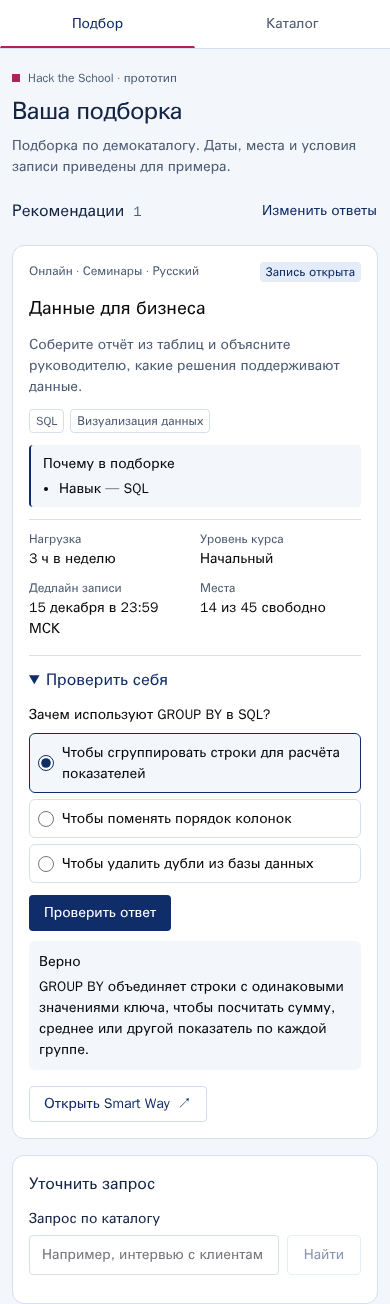 Подбор
Каталог
Hack the School · прототип
Ваша подборка
Подборка по демокаталогу. Даты, места и условия
записи приведены для примера.
Рекомендации 1
Изменить ответы
Онлайн · Семинары · Русский
Запись открыта
Данные для бизнеса
Соберите отчёт из таблиц и объясните
руководителю, какие решения поддерживают
данные.
SQL
Визуализация данных
Почему в подборке
• Навык — SQL
Нагрузка
3 ч в неделю
Уровень курса
Начальный
Дедлайн записи
15 декабря в 23:59
МСК
Места
14 из 45 свободно
▼ Проверить себя
Зачем используют GROUP BY в SQL?
Чтобы сгруппировать строки для расчёта
показателей
Чтобы поменять порядок колонок
Чтобы удалить дубли из базы данных
Проверить ответ
Верно
GROUP BY объединяет строки с одинаковыми
значениями ключа, чтобы посчитать сумму,
среднее или другой показатель по каждой
группе.
Открыть Smart Way ↗
Уточнить запрос
Запрос по каталогу
Например, интервью с клиентам
Найти